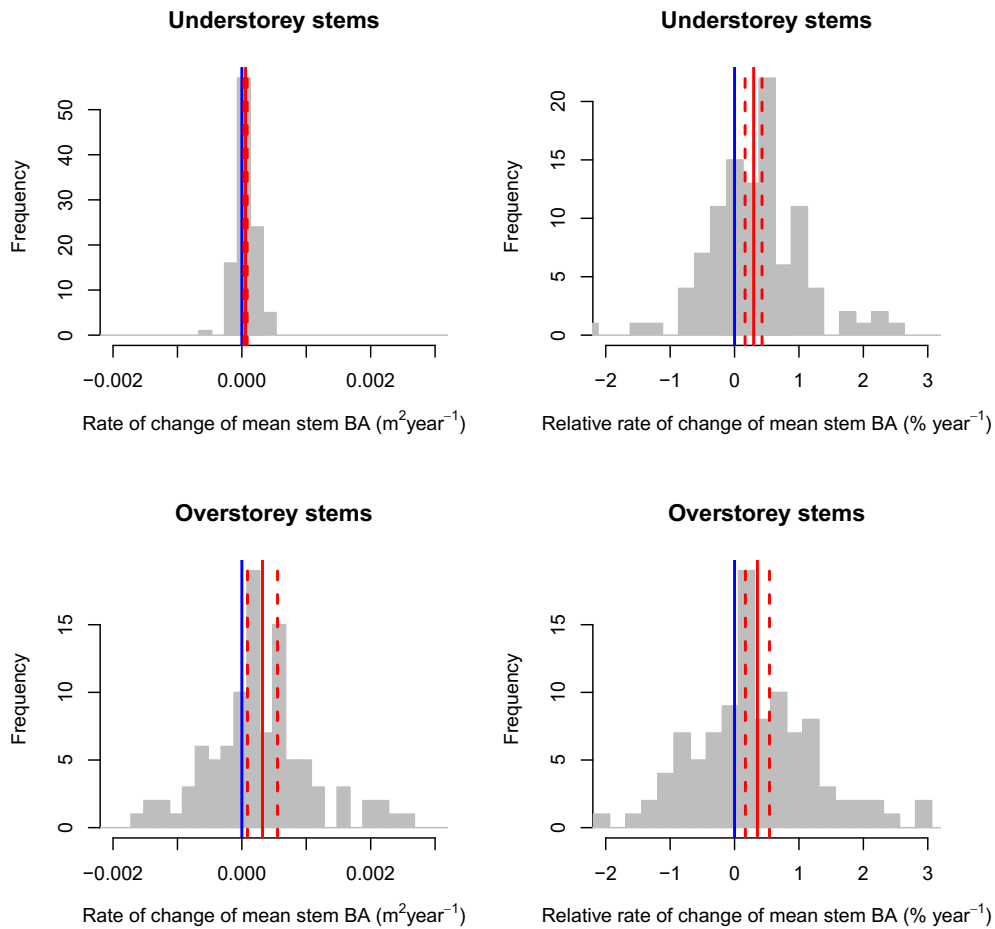 Understorey stems
Frequency
50
40
30
20
10
0
−0.002 0.000 0.002
Rate of change of mean stem BA (m²year⁻¹)
Understorey stems
Frequency
20
15
10
5
0
−2 −1 0 1 2 3
Relative rate of change of mean stem BA (% year⁻¹)
Overstorey stems
Frequency
15
10
5
0
−0.002 0.000 0.002
Rate of change of mean stem BA (m²year⁻¹)
Overstorey stems
Frequency
15
10
5
0
−2 −1 0 1 2 3
Relative rate of change of mean stem BA (% year⁻¹)